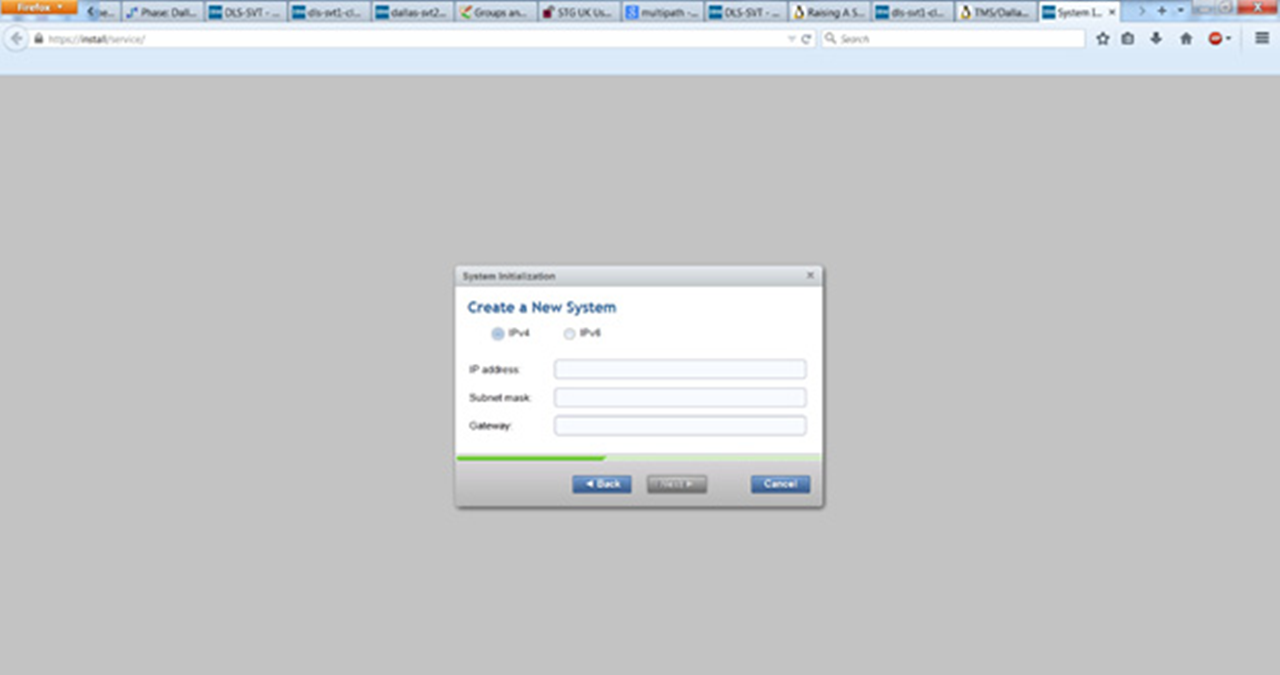 Firefox
Phase: Dall...
DLS-SVT - ...
dls-svt1-cl...
dallas-svt2...
Groups an...
STG UK Us...
multipath -...
DLS-SVT - ...
Raising A S...
dls-svt1-cl...
TMS/Dalla...
System I...
https://install/service/
Search
System Initialization
Create a New System
IPv4 IPv6
IP address:
Subnet mask:
Gateway:
Back Next Cancel